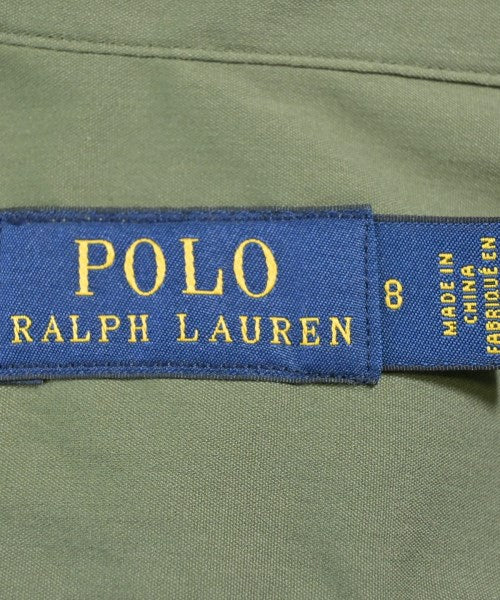 POLO
RALPH LAUREN
8
MADE IN
CHINA
FABRIQUÉ EN